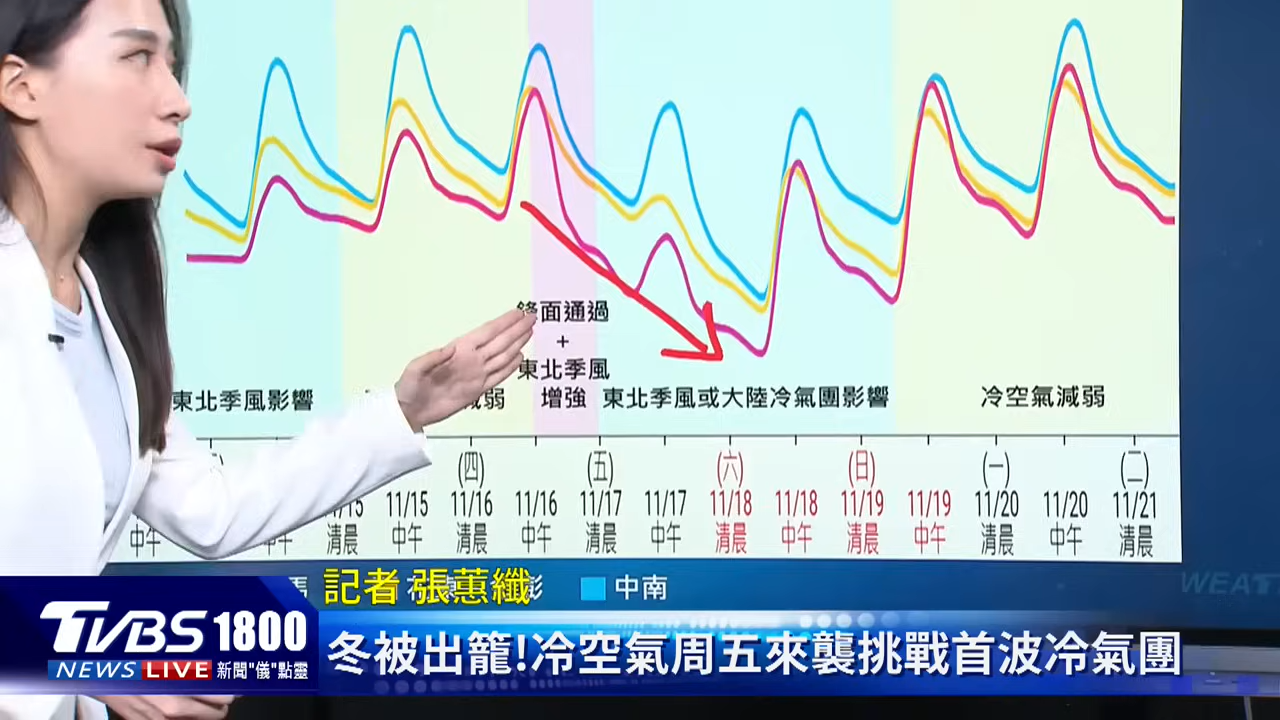 鋒面通過
+
東北季風
增強
東北季風影響
減弱
東北季風或大陸冷氣團影響
冷空氣減弱
(四) (五) (六) (日) (一) (二)
11/15 11/16 11/16 11/17 11/17 11/18 11/18 11/19 11/19 11/20 11/20 11/21
中午 中午 清晨 中午 清晨 中午 清晨 中午 清晨 中午 清晨 中午 清晨 中午 清晨
中南
記者 張蕙纖
TVBS 1800
NEWS LIVE 新聞"儀"點靈
冬被出籠!冷空氣周五來襲挑戰首波冷氣團